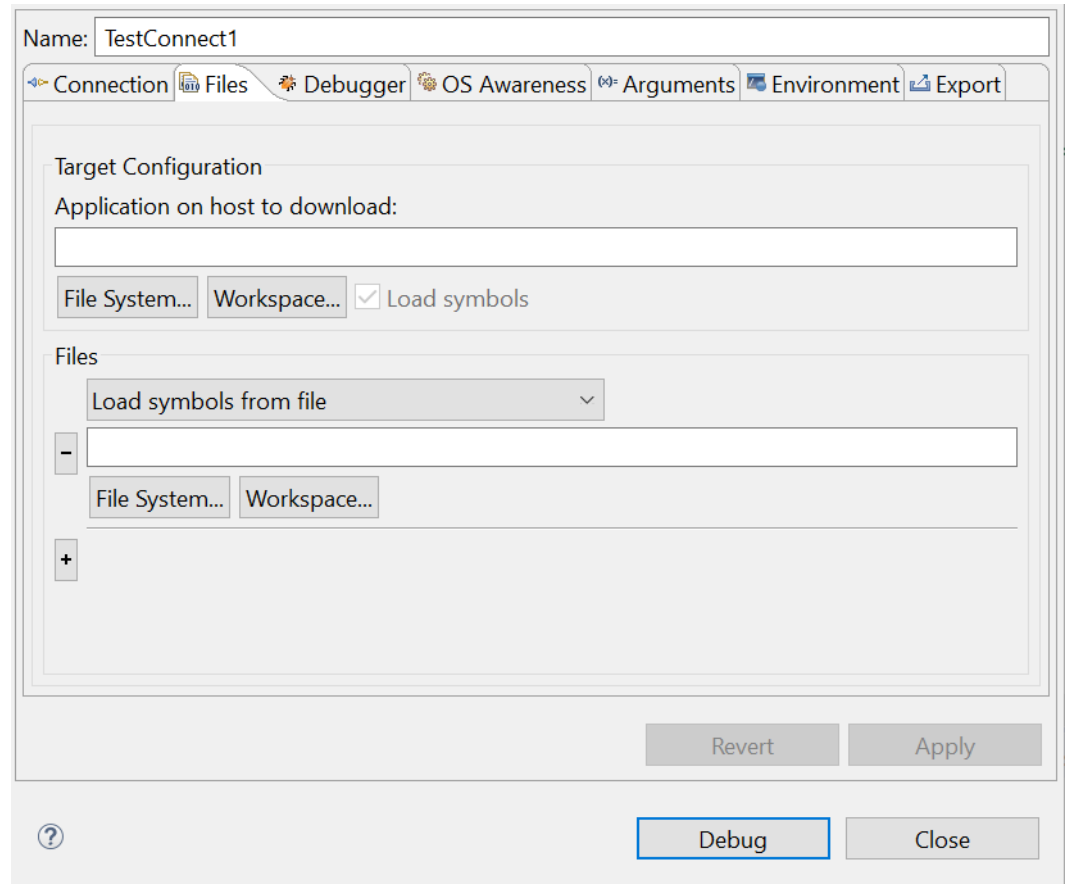 Name: TestConnect1
Connection Files Debugger OS Awareness (x)= Arguments Environment Export
Target Configuration
Application on host to download:
File System... Workspace... Load symbols
Files
Load symbols from file
-
File System... Workspace...
+
Revert Apply
? Debug Close